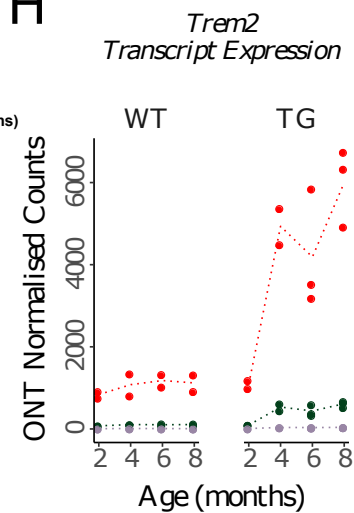 H
Trem2
Transcript Expression
ns)
WT TG
ONT Normalised Counts
6000
4000
2000
0
2 4 6 8 2 4 6 8
Age (months)